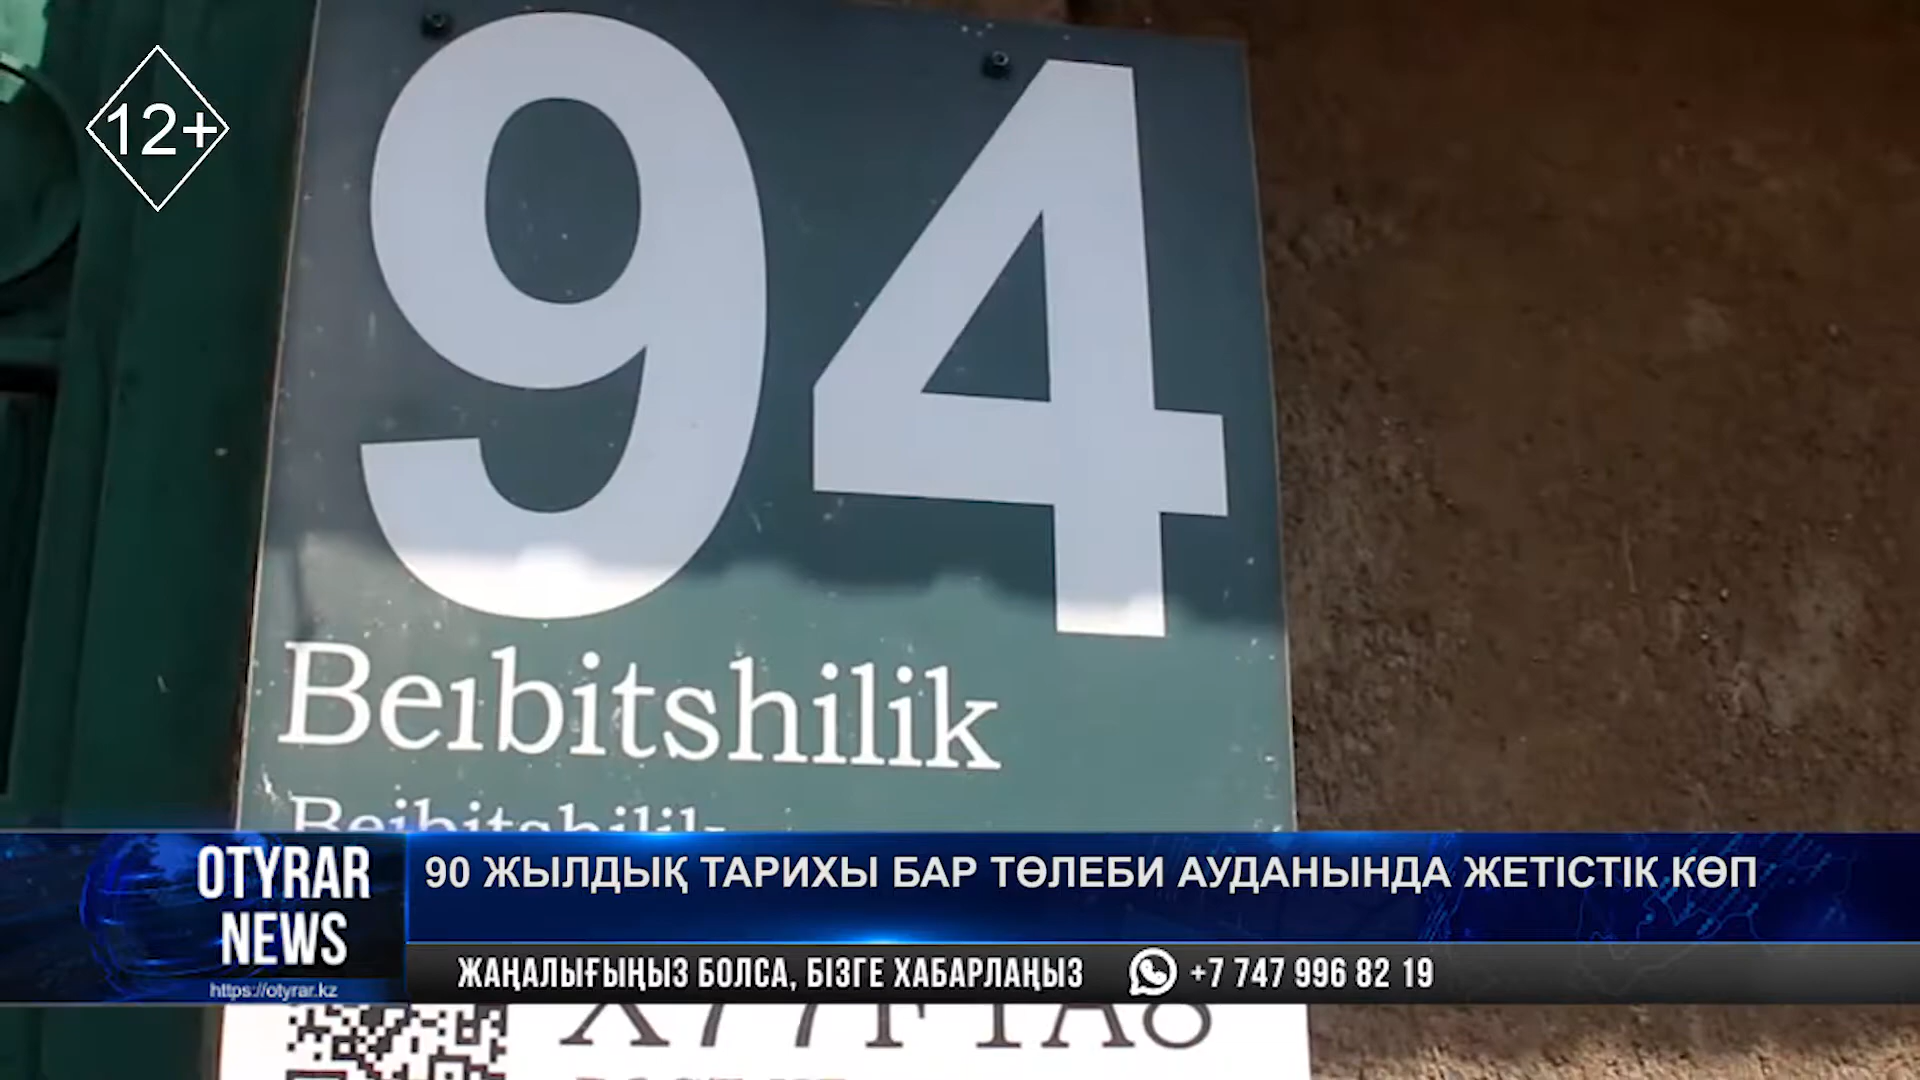 12+
94
Beıbitshilik
Beibitshilik
OTYRAR
NEWS
https://otyrar.kz
90 ЖЫЛДЫҚ ТАРИХЫ БАР ТӨЛЕБИ АУДАНЫНДА ЖЕТІСТІК КӨП
ЖАҢАЛЫҒЫҢЫЗ БОЛСА, БІЗГЕ ХАБАРЛАҢЫЗ +7 747 996 82 19